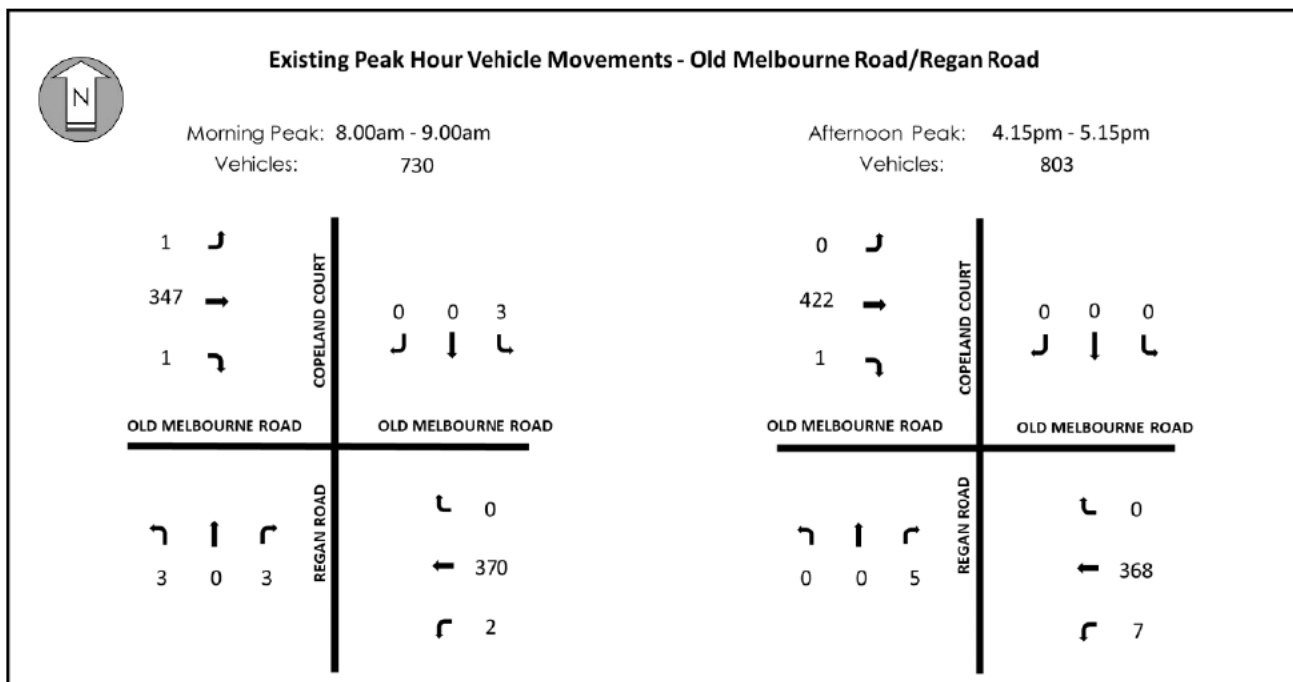 Existing Peak Hour Vehicle Movements - Old Melbourne Road/Regan Road
N
Morning Peak: 8.00am - 9.00am
Vehicles: 730
1
347
1
COPELAND COURT
0 0 3
OLD MELBOURNE ROAD
OLD MELBOURNE ROAD
3 0 3
REGAN ROAD
0
370
2
Afternoon Peak: 4.15pm - 5.15pm
Vehicles: 803
0
422
1
COPELAND COURT
0 0 0
OLD MELBOURNE ROAD
OLD MELBOURNE ROAD
0 0 5
REGAN ROAD
0
368
7